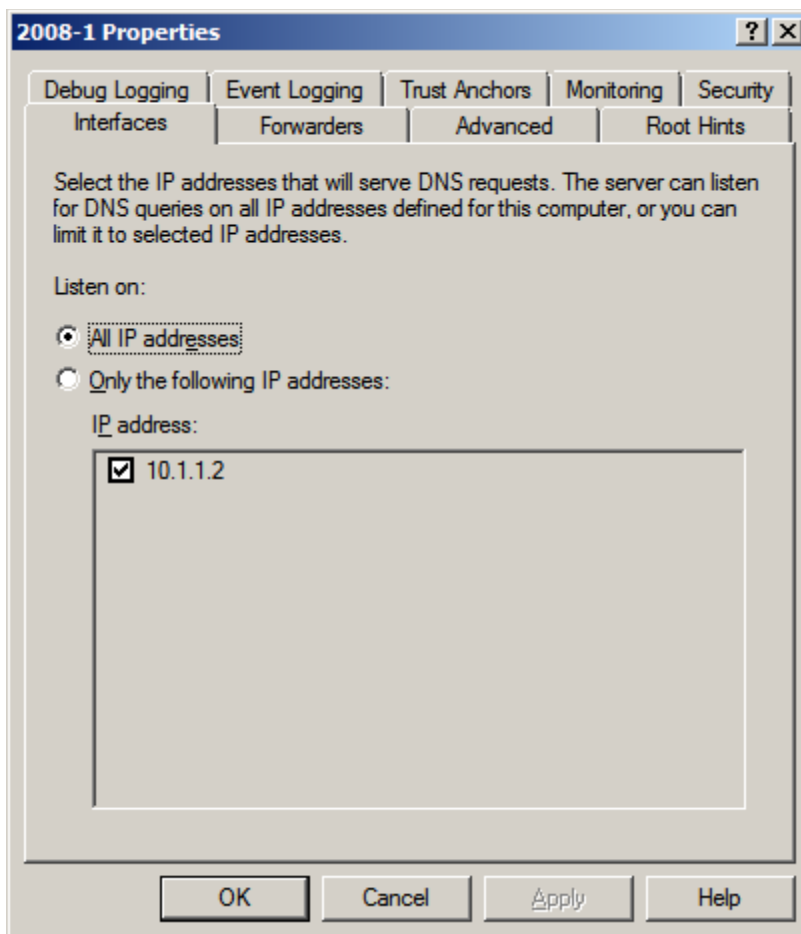 2008-1 Properties
Debug Logging
Event Logging
Trust Anchors
Monitoring
Security
Interfaces
Forwarders
Advanced
Root Hints
Select the IP addresses that will serve DNS requests. The server can listen
for DNS queries on all IP addresses defined for this computer, or you can
limit it to selected IP addresses.
Listen on:
All IP addresses
Only the following IP addresses:
IP address:
10.1.1.2
OK
Cancel
Apply
Help